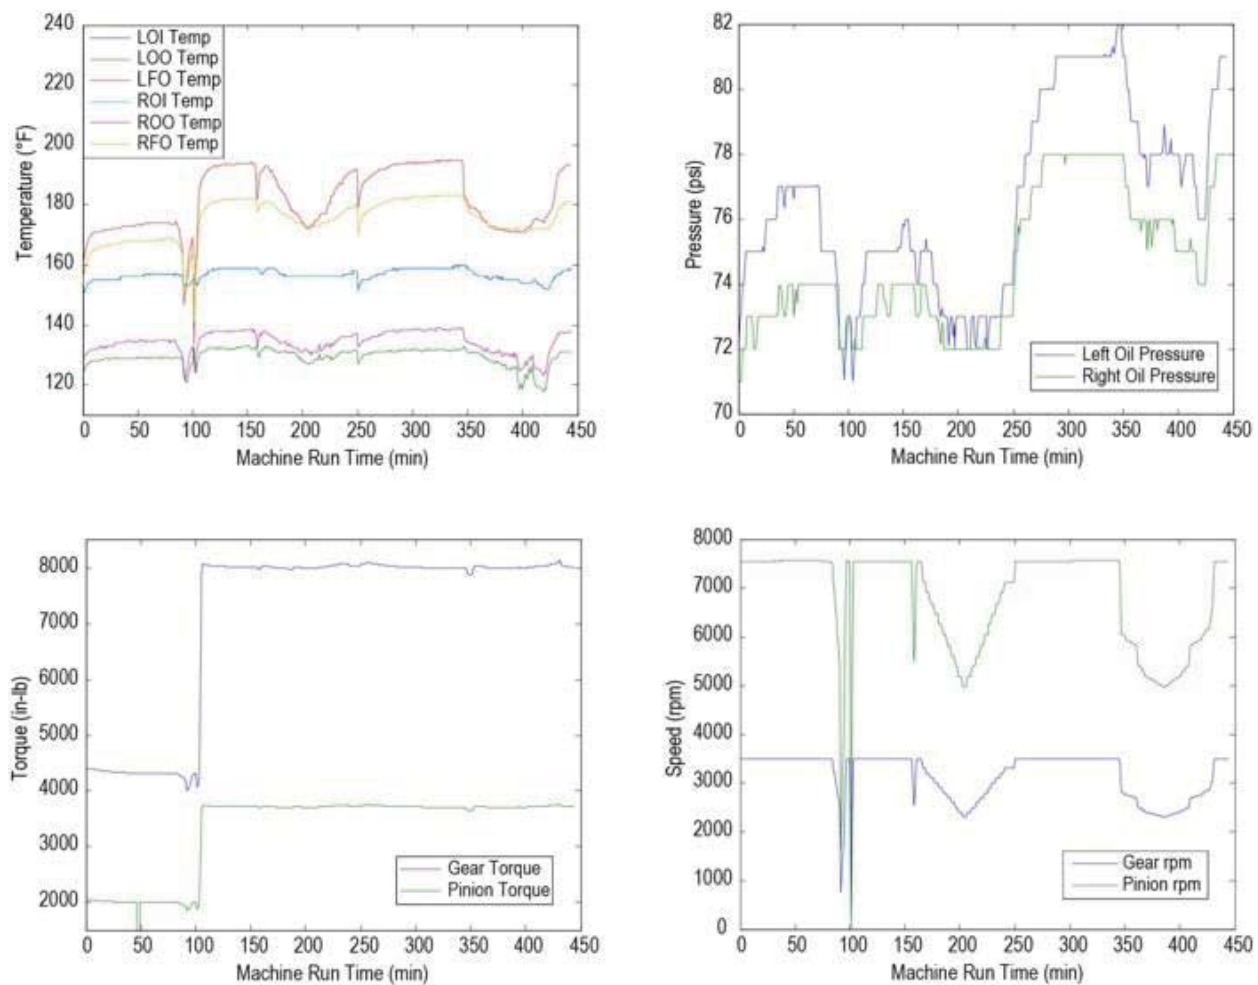 240
220
200
180
160
140
120
Temperature (°F)
LOI Temp
LOO Temp
LFO Temp
ROI Temp
ROO Temp
RFO Temp
0 50 100 150 200 250 300 350 400 450
Machine Run Time (min)
82
80
78
76
74
72
70
Pressure (psi)
Left Oil Pressure
Right Oil Pressure
0 50 100 150 200 250 300 350 400 450
Machine Run Time (min)
8000
7000
6000
5000
4000
3000
2000
Torque (in-lb)
Gear Torque
Pinion Torque
0 50 100 150 200 250 300 350 400 450
Machine Run Time (min)
8000
7000
6000
5000
4000
3000
2000
1000
0
Speed (rpm)
Gear rpm
Pinion rpm
0 50 100 150 200 250 300 350 400 450
Machine Run Time (min)